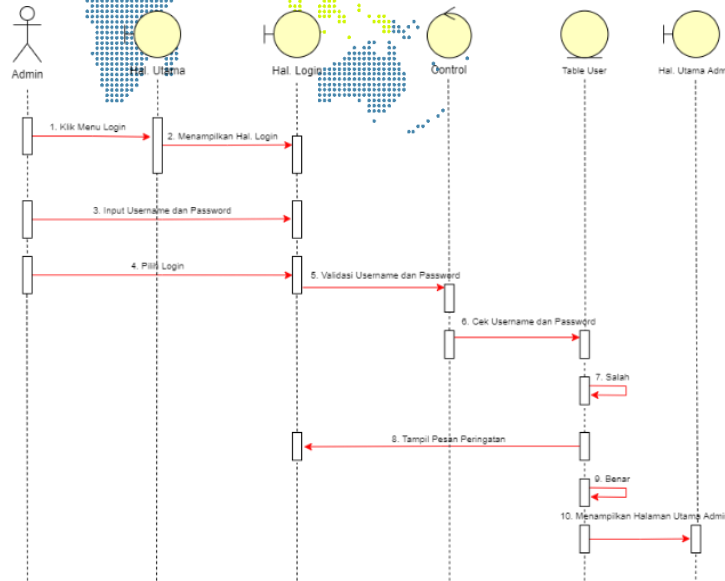 Admin
Hal. Utama
Hal. Login
Control
Table User
Hal. Utama Admi
1. Klik Menu Login
2. Menampilkan Hal. Login
3. Input Username dan Password
4. Pilih Login
5. Validasi Username dan Password
6. Cek Username dan Password
7. Salah
8. Tampil Pesan Peringatan
9. Benar
10. Menampilkan Halaman Utama Admi